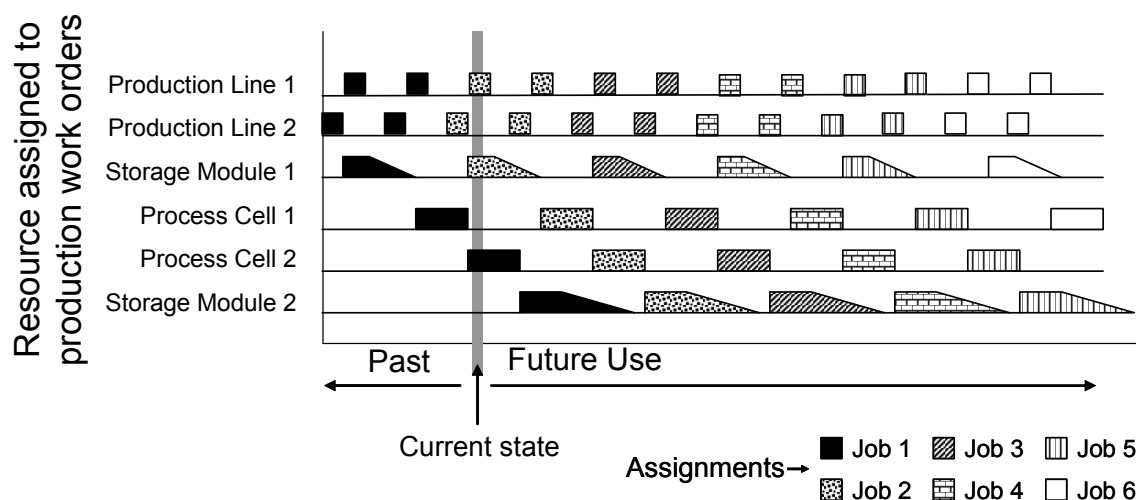 Resource assigned to
production work orders
Production Line 1
Production Line 2
Storage Module 1
Process Cell 1
Process Cell 2
Storage Module 2
Past
Future Use
Current state
Assignments
Job 1
Job 3
Job 5
Job 2
Job 4
Job 6